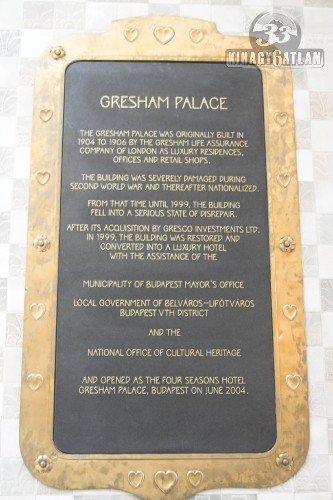 33
KIHAGY6ATLAN
GRESHAM PALACE
THE GRESHAM PALACE WAS ORIGINALLY BUILT IN
1904 TO 1906 BY THE GRESHAM LIFE ASSURANCE
COMPANY OF LONDON AS LUXURY RESIDENCES,
OFFICES AND RETAIL SHOPS.
THE BUILDING WAS SEVERELY DAMAGED DURING
SECOND WORLD WAR AND THEREAFTER NATIONALIZED.
FROM THAT TIME UNTIL 1999, THE BUILDING
FELL INTO A SERIOUS STATE OF DISREPAIR.
AFTER ITS ACQUISITION BY GRESCO INVESTMENTS LTD.
IN 1999, THE BUILDING WAS RESTORED AND
CONVERTED INTO A LUXURY HOTEL
WITH THE ASSISTANCE OF THE
MUNICIPALITY OF BUDAPEST MAYOR'S OFFICE
LOCAL GOVERNMENT OF BELVÁROS-LIPÓTVÁROS
BUDAPEST VTH DISTRICT
AND THE
NATIONAL OFFICE OF CULTURAL HERITAGE
AND OPENED AS THE FOUR SEASONS HOTEL
GRESHAM PALACE, BUDAPEST ON JUNE 2004.